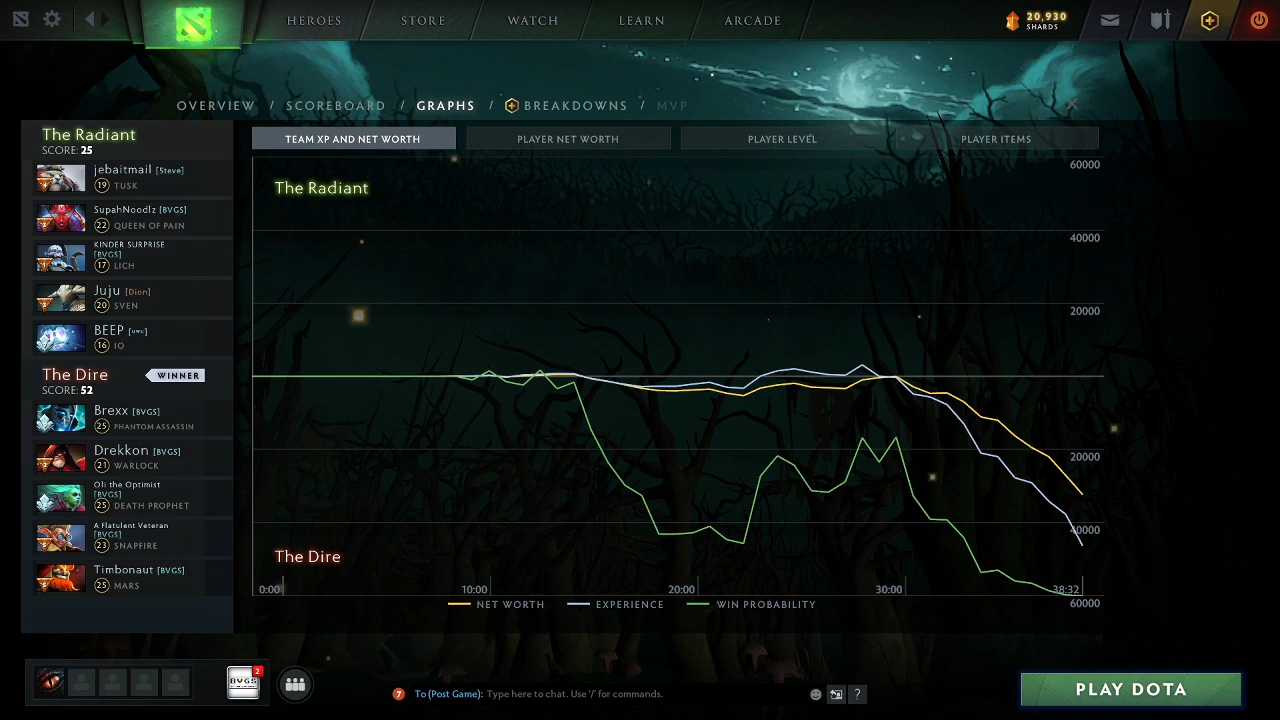 HEROES STORE WATCH LEARN ARCADE 20,930
SHARDS
OVERVIEW / SCOREBOARD / GRAPHS / BREAKDOWNS / MVP
The Radiant
SCORE: 25
jebaitmail [5teve]
19 TUSK
SupahNoodlz [BVGS]
22 QUEEN OF PAIN
KINDER SURPRISE
[BVGS]
17 LICH
Juju [Dion]
20 SVEN
BEEP [uwu]
16 IO
The Dire WINNER
SCORE: 52
Brexx [BVGS]
25 PHANTOM ASSASSIN
Drekkon [BVGS]
21 WARLOCK
Oli the Optimist
[BVGS]
25 DEATH PROPHET
A Flatulent Veteran
[BVGS]
23 SNAPFIRE
Timbonaut [BVGS]
25 MARS
TEAM XP AND NET WORTH PLAYER NET WORTH PLAYER LEVEL PLAYER ITEMS
60000
The Radiant
40000
20000
20000
40000
The Dire
0:00 10:00 20:00 30:00 38:32
60000
NET WORTH EXPERIENCE WIN PROBABILITY
BVGS 2
7 To (Post Game): Type here to chat. Use '/' for commands. ?
PLAY DOTA